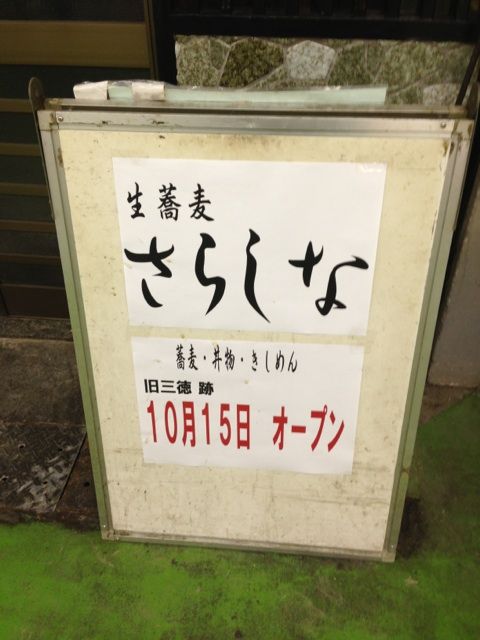 生蕎麦
さらしな
蕎麦・丼物・きしめん
旧三徳 跡
10月15日 オープン